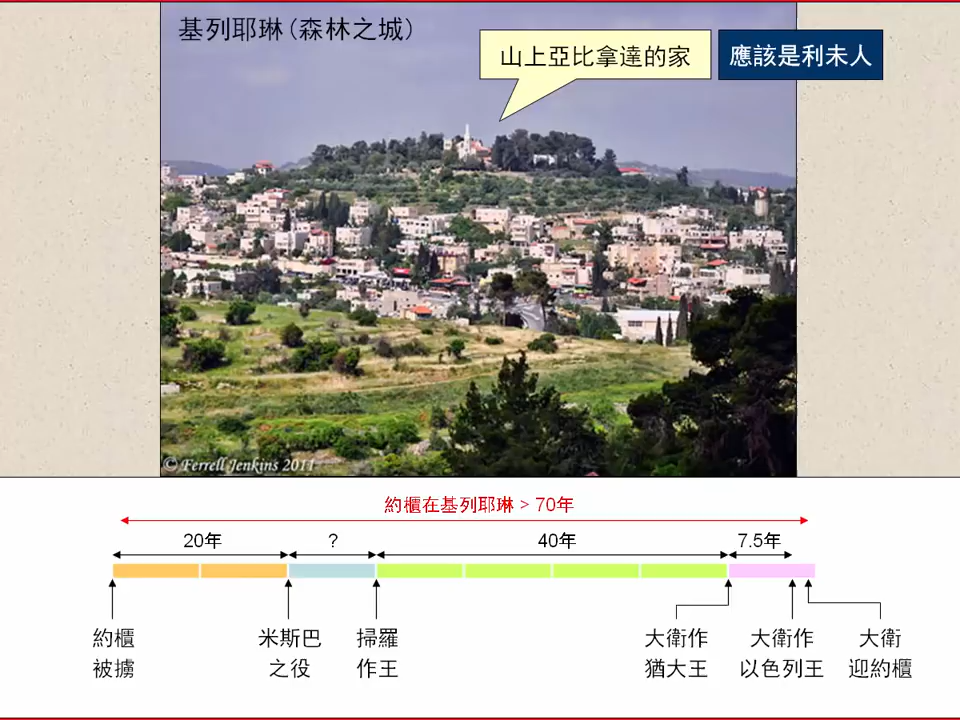 基列耶琳(森林之城)
山上亞比拿達的家
應該是利未人
© Ferrell Jenkins 2011
約櫃在基列耶琳 > 70年
20年
?
40年
7.5年
約櫃
被擄
米斯巴
之役
掃羅
作王
大衛作
猶大王
大衛作
以色列王
大衛
迎約櫃